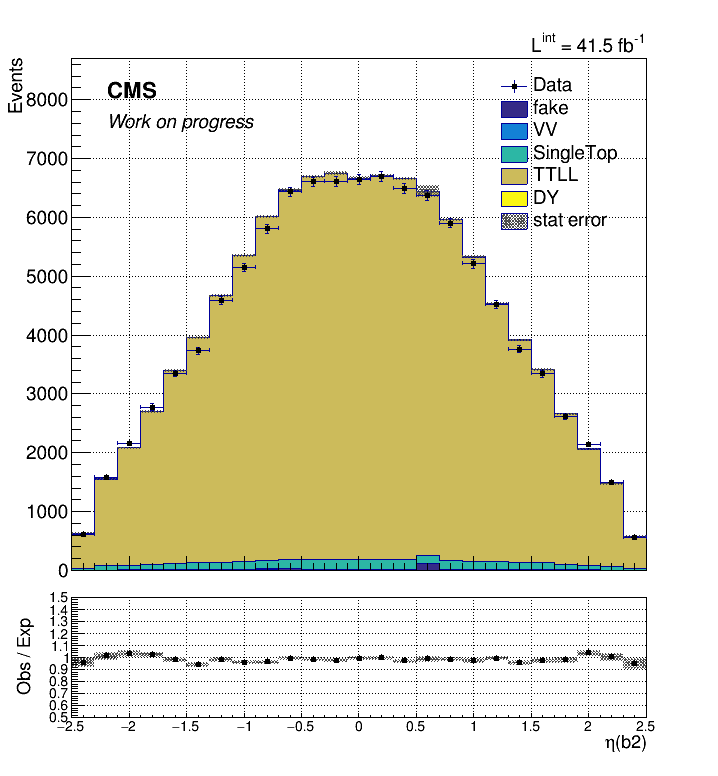 L^int = 41.5 fb^-1
Events
CMS
Work on progress
Data
fake
VV
SingleTop
TTLL
DY
stat error
8000
7000
6000
5000
4000
3000
2000
1000
0
Obs / Exp
1.5
1.4
1.3
1.2
1.1
1
0.9
0.8
0.7
0.6
0.5
−2.5 −2 −1.5 −1 −0.5 0 0.5 1 1.5 2 2.5
η(b2)